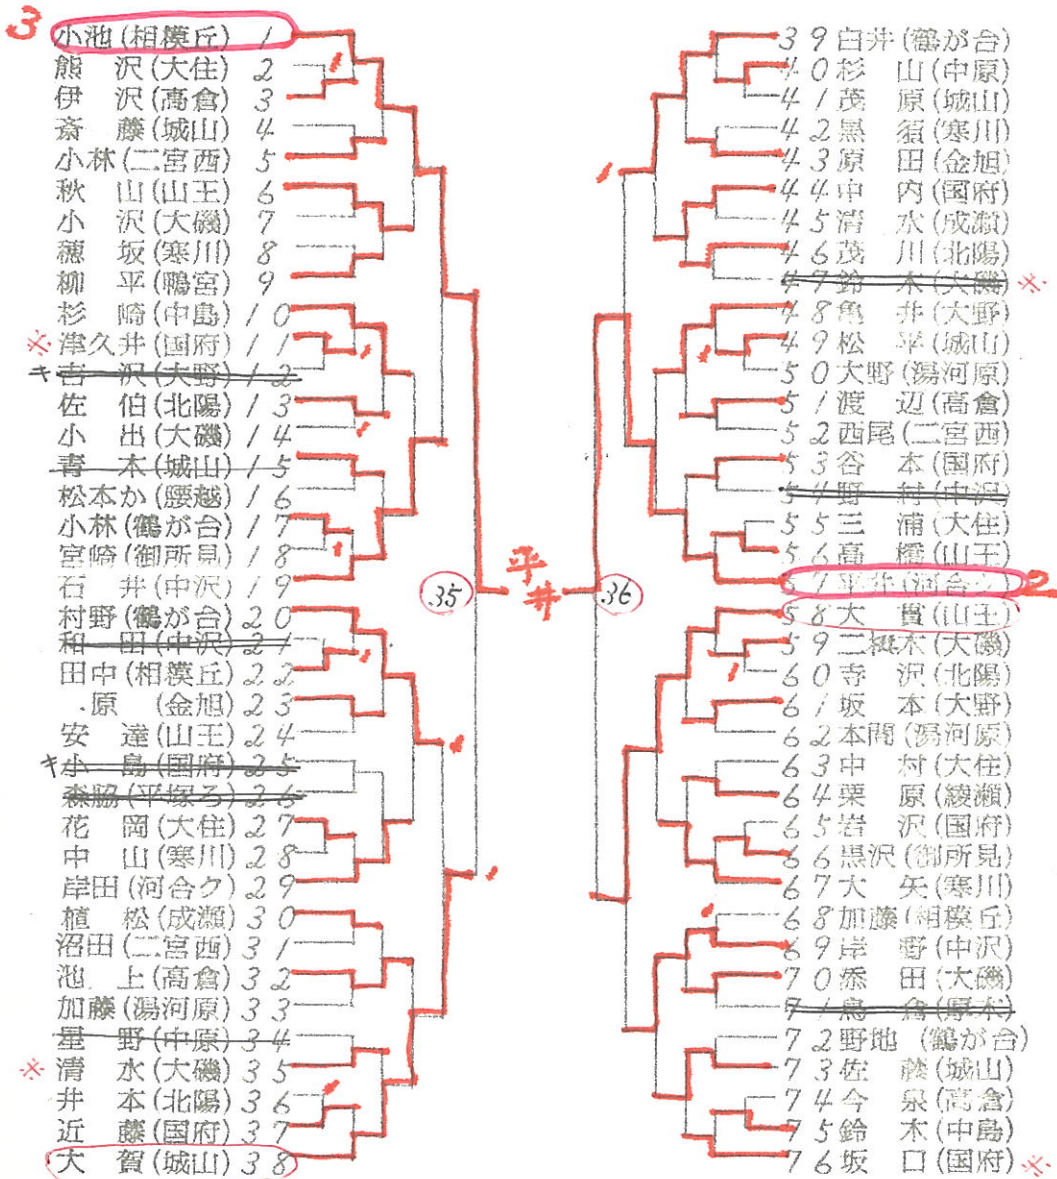 3
小池(相模丘) 1
熊 沢(大住) 2
伊 沢(高倉) 3
斎 藤(城山) 4
小林(二宮西) 5
秋 山(山王) 6
小 沢(大磯) 7
穂 坂(寒川) 8
柳 平(鴨宮) 9
杉 崎(中島) 10
※ 津久井(国府) 11
キ 吉 沢(大野) 12
佐 伯(北陽) 13
小 出(大磯) 14
青 木(城山) 15
松本か(腰越) 16
小林(鶴が台) 17
宮崎(御所見) 18
石 井(中沢) 19
村野(鶴が台) 20
和 田(中沢) 21
田中(相模丘) 22
原 (金旭) 23
安 達(山王) 24
キ 小 島(国府) 25
森脇(平塚ろ) 26
花 岡(大住) 27
中 山(寒川) 28
岸田(河合ク) 29
植 松(成瀬) 30
沼田(二宮西) 31
池 上(高倉) 32
加藤(湯河原) 33
星 野(中原) 34
※ 清 水(大磯) 35
井 本(北陽) 36
近 藤(国府) 37
大 賀(城山) 38
35
平井
36
39 白井(鶴が台)
40 杉 山(中原)
41 茂 原(城山)
42 黒 須(寒川)
43 原 田(金旭)
44 中 内(国府)
45 清 水(成瀬)
46 茂 川(北陽)
47 鈴 木(大磯) ※
48 亀 井(大野)
49 松 平(城山)
50 大野(湯河原)
51 渡 辺(高倉)
52 西尾(二宮西)
53 谷 本(国府)
54 野 村(中沢)
55 三 浦(大住)
56 高 橋(山王)
57 平井(河合ク) 2
58 大 貫(山王)
59 二梃木(大磯)
60 寺 沢(北陽)
61 坂 本(大野)
62 本間(湯河原)
63 中 村(大住)
64 栗 原(綾瀬)
65 岩 沢(国府)
66 黒沢(御所見)
67 大 矢(寒川)
68 加藤(相模丘)
69 岸 野(中沢)
70 添 田(大磯)
71 鳥 倉(厚木)
72 野地 (鶴が台)
73 佐 藤(城山)
74 今 泉(高倉)
75 鈴 木(中島)
76 坂 口(国府) ※